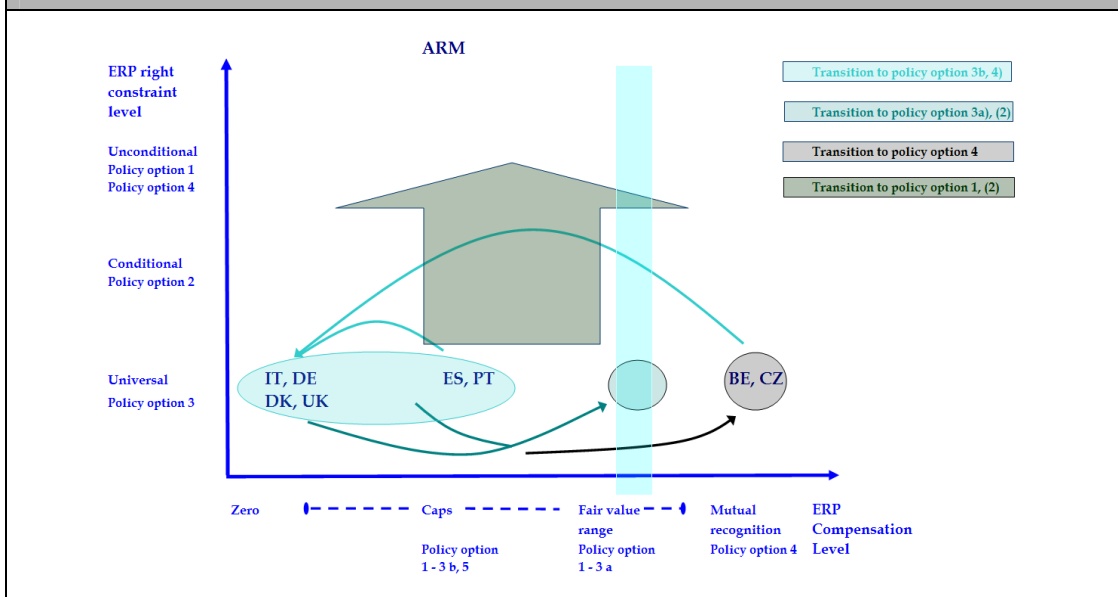 ARM
ERP right
constraint
level
Unconditional
Policy option 1
Policy option 4
Conditional
Policy option 2
Universal
Policy option 3
Transition to policy option 3b, 4)
Transition to policy option 3a), (2)
Transition to policy option 4
Transition to policy option 1, (2)
IT, DE
DK, UK
ES, PT
BE, CZ
Zero
Caps
Policy option
1 - 3 b, 5
Fair value
range
Policy option
1 - 3 a
Mutual
recognition
Policy option 4
ERP
Compensation
Level